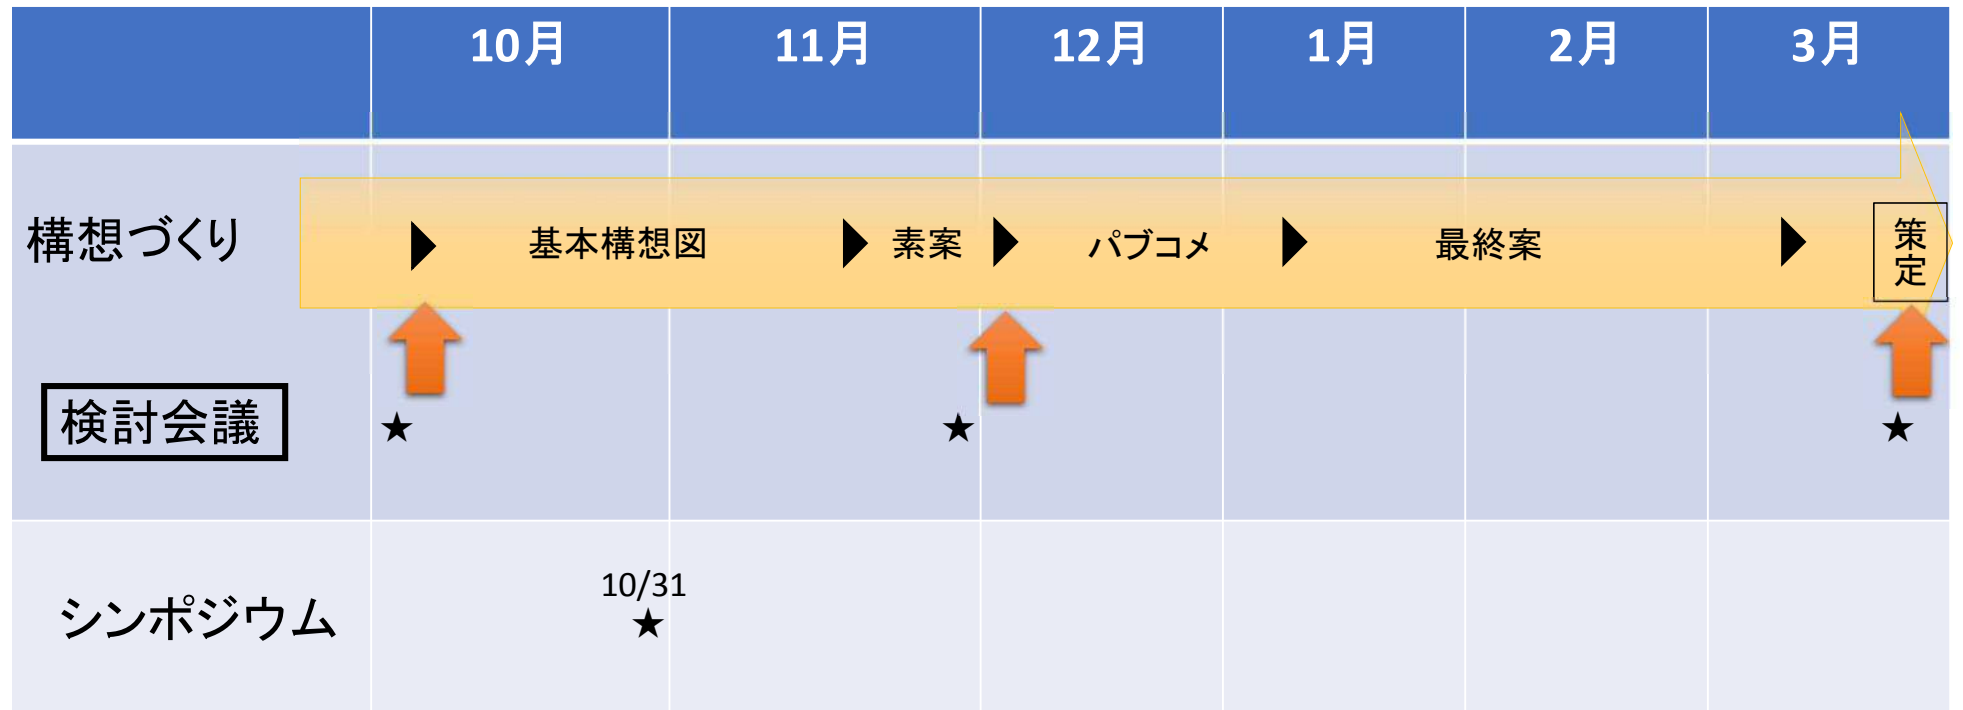 10月 11月 12月 1月 2月 3月
構想づくり ▶ 基本構想図 ▶ 素案 ▶ パブコメ ▶ 最終案 ▶ 策定
検討会議 ★ ★ ★
10/31
シンポジウム ★